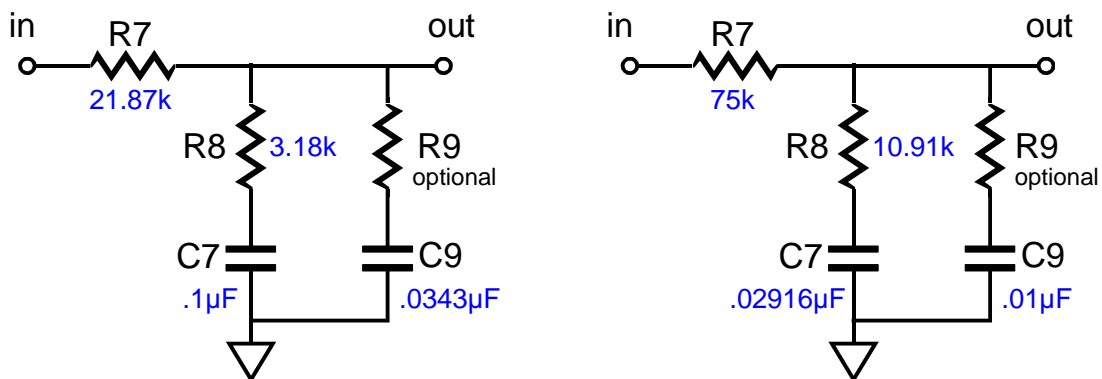 in
R7
out
21.87k
R8
3.18k
R9
optional
C7
C9
.1µF
.0343µF
in
R7
out
75k
R8
10.91k
R9
optional
C7
C9
.02916µF
.01µF